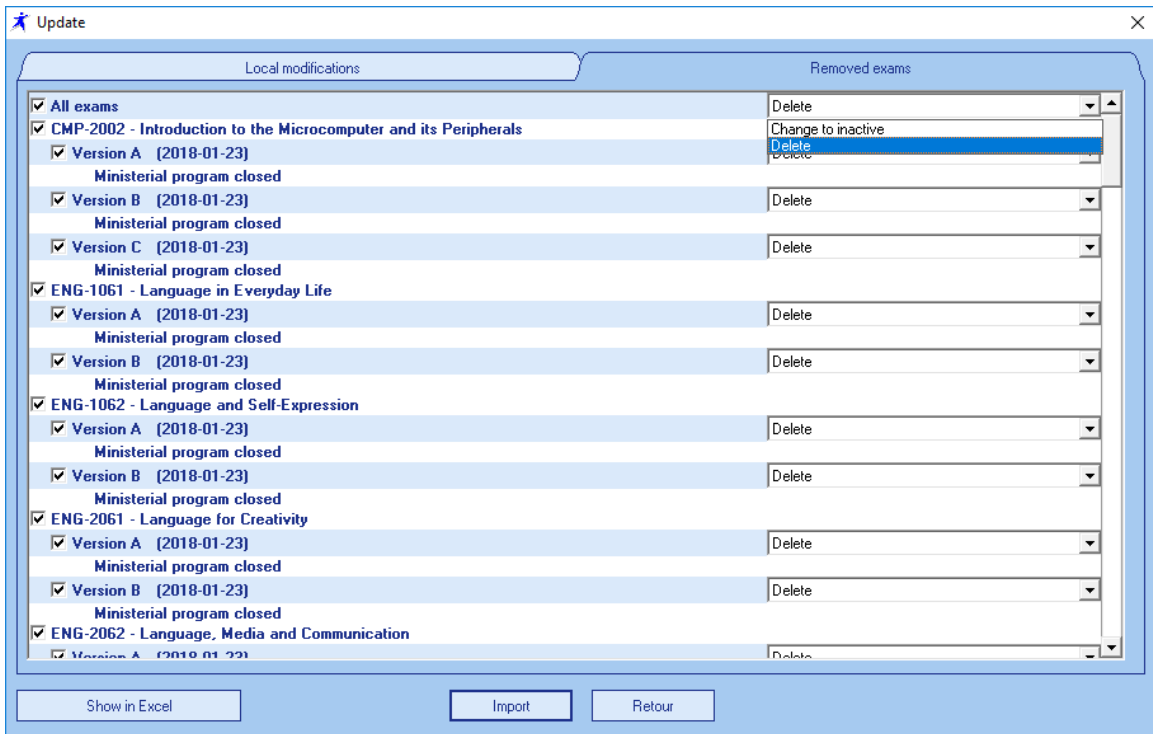 Update
Local modifications
Removed exams
All exams
Delete
CMP-2002 - Introduction to the Microcomputer and its Peripherals
Change to inactive
Delete
Version A (2018-01-23)
Delete
Ministerial program closed
Version B (2018-01-23)
Delete
Ministerial program closed
Version C (2018-01-23)
Delete
Ministerial program closed
ENG-1061 - Language in Everyday Life
Version A (2018-01-23)
Delete
Ministerial program closed
Version B (2018-01-23)
Delete
Ministerial program closed
ENG-1062 - Language and Self-Expression
Version A (2018-01-23)
Delete
Ministerial program closed
Version B (2018-01-23)
Delete
Ministerial program closed
ENG-2061 - Language for Creativity
Version A (2018-01-23)
Delete
Ministerial program closed
Version B (2018-01-23)
Delete
Ministerial program closed
ENG-2062 - Language, Media and Communication
Version A (2018-01-23)
Delete
Show in Excel
Import
Retour